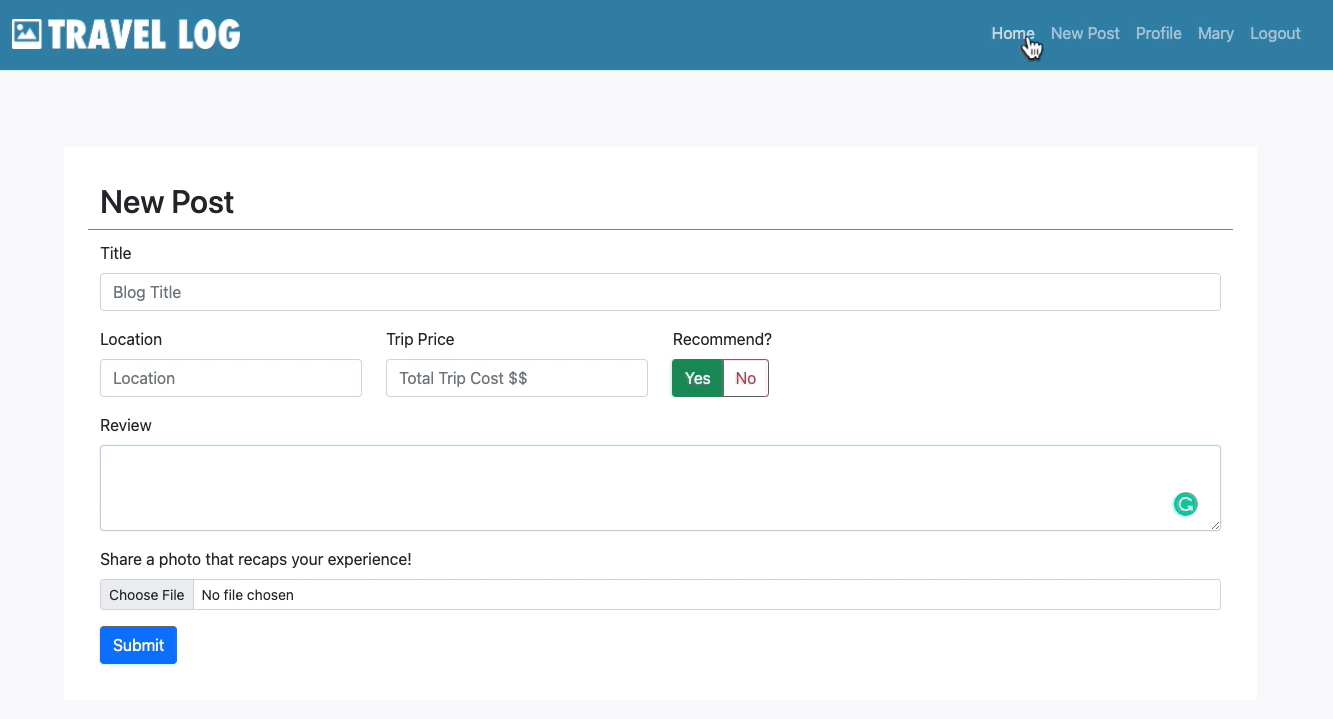 TRAVEL LOG
Home New Post Profile Mary Logout
New Post
Title
Blog Title
Location Trip Price Recommend?
Location Total Trip Cost $$ Yes No
Review
Share a photo that recaps your experience!
Choose File No file chosen
Submit